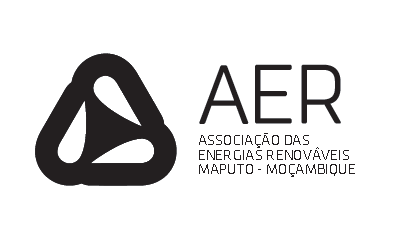 AER
ASSOCIAÇÃO DAS
ENERGIAS RENOVÁVEIS
MAPUTO - MOÇAMBIQUE